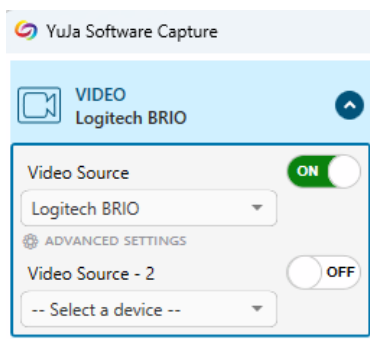 YuJa Software Capture
VIDEO
Logitech BRIO
Video Source
ON
Logitech BRIO
ADVANCED SETTINGS
Video Source - 2
OFF
-- Select a device --